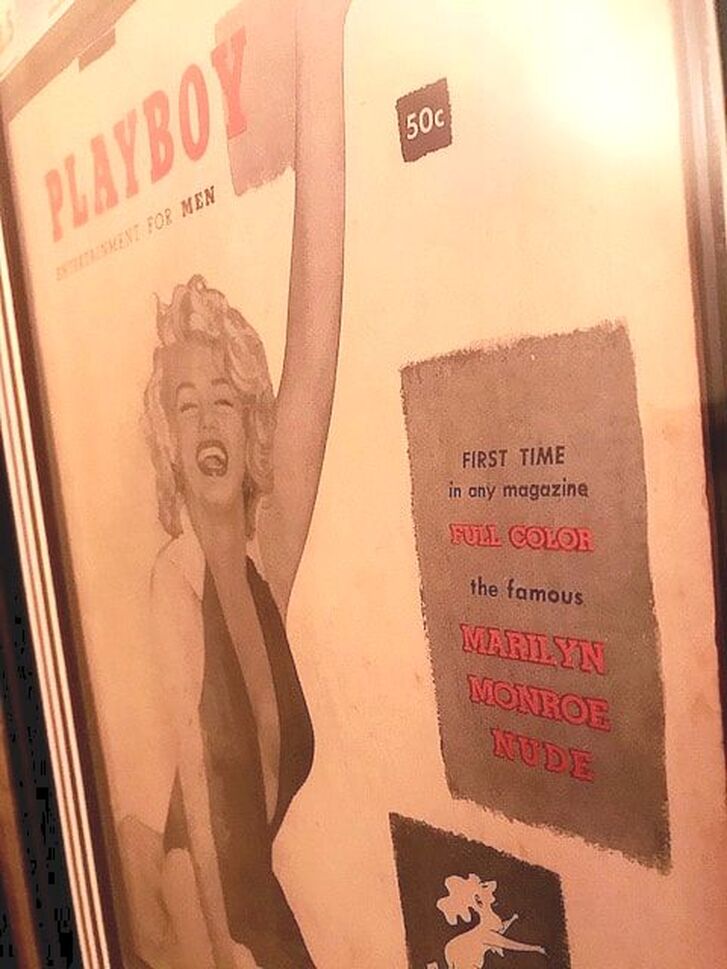 PLAYBOY
ENTERTAINMENT FOR MEN
50c
FIRST TIME
in any magazine
FULL COLOR
the famous
MARILYN
MONROE
NUDE